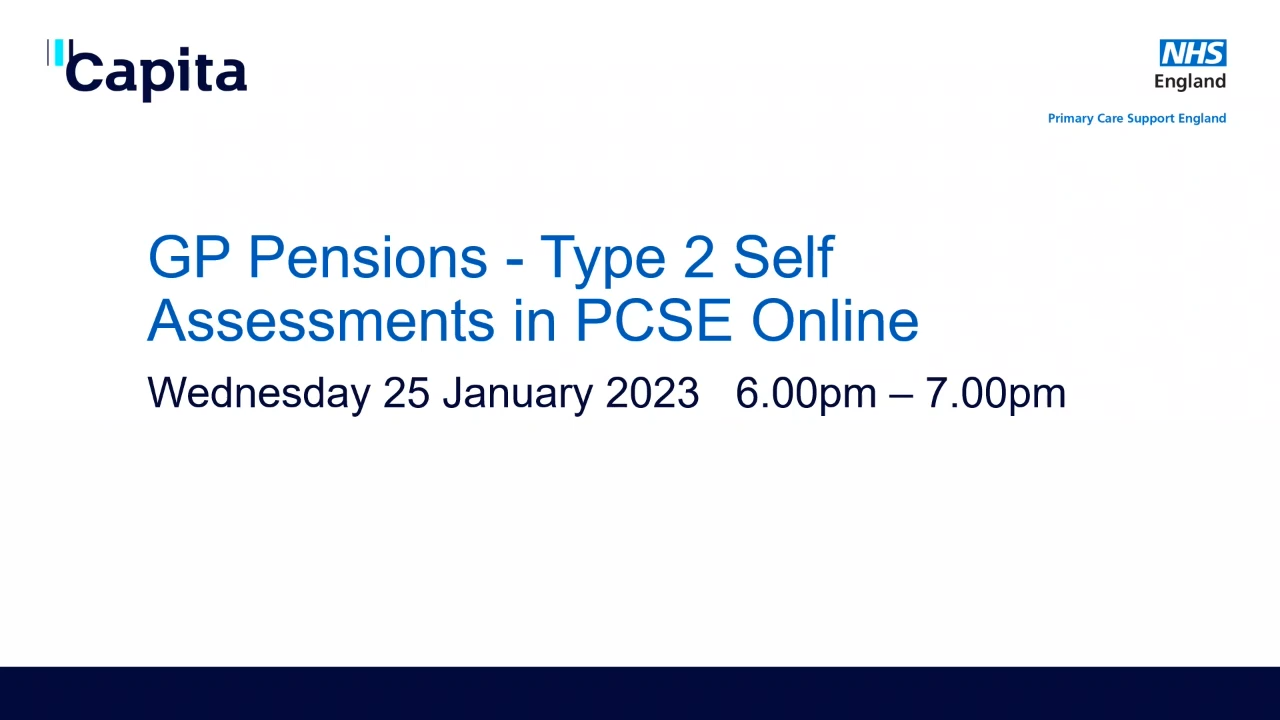 Capita
NHS
England
Primary Care Support England
GP Pensions - Type 2 Self
Assessments in PCSE Online
Wednesday 25 January 2023   6.00pm – 7.00pm